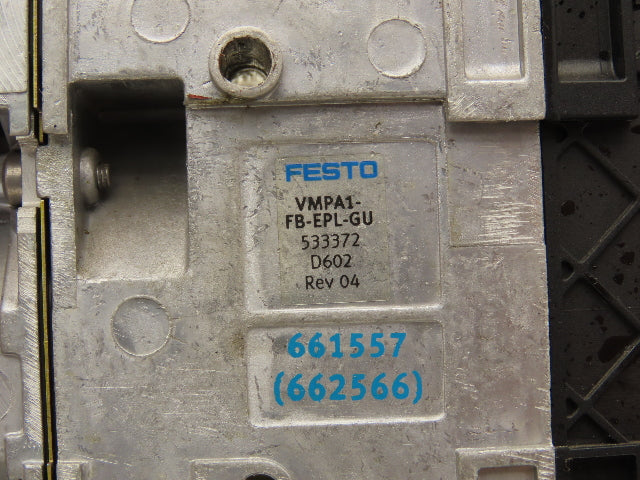 FESTO
VMPA1-
FB-EPL-GU
533372
D602
Rev 04
661557
(662566)